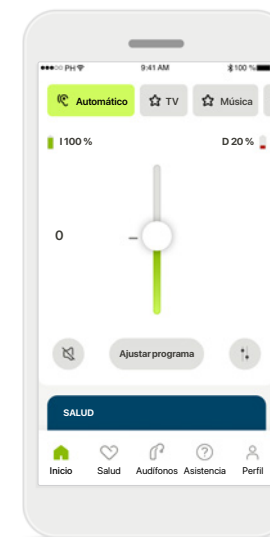 PH 9:41 AM 100 %
Automático TV Música
I 100 % D 20 %
0
Ajustar programa
SALUD
Inicio Salud Audífonos Asistencia Perfil